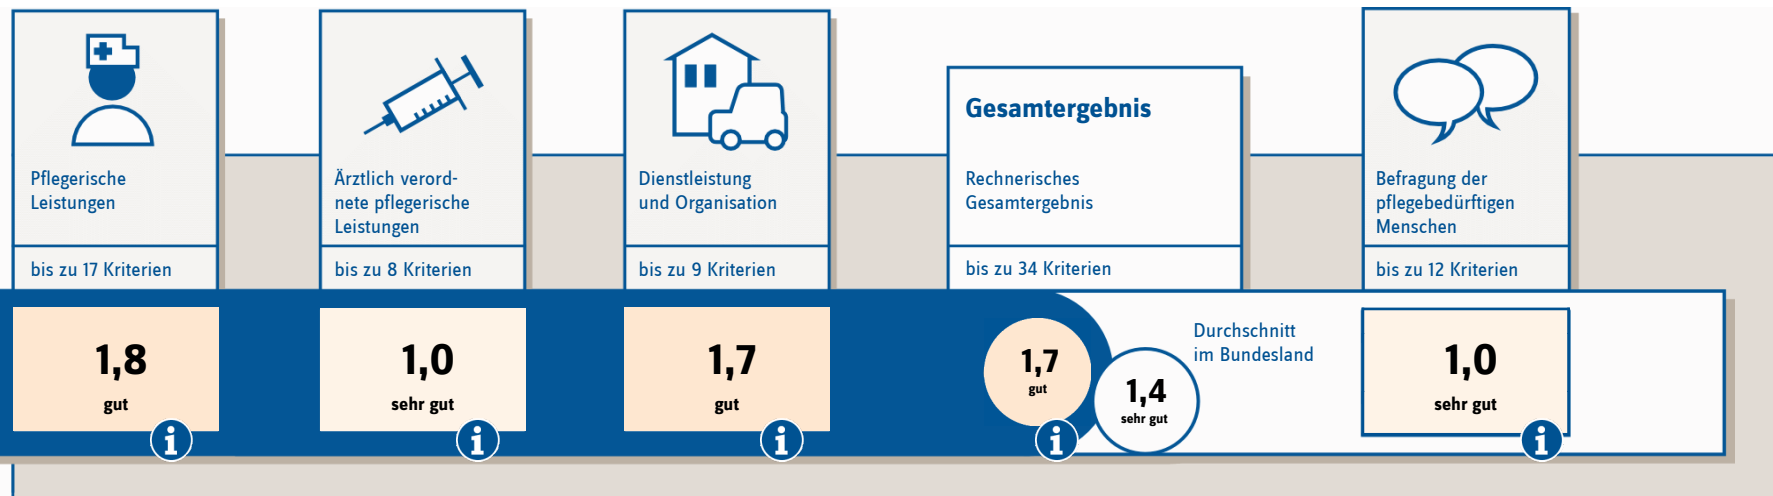 Pflegerische
Leistungen
bis zu 17 Kriterien
1,8
gut
i
Ärztlich verord-
nete pflegerische
Leistungen
bis zu 8 Kriterien
1,0
sehr gut
i
Dienstleistung
und Organisation
bis zu 9 Kriterien
1,7
gut
i
Gesamtergebnis
Rechnerisches
Gesamtergebnis
bis zu 34 Kriterien
1,7
gut
i
Durchschnitt
im Bundesland
1,4
sehr gut
Befragung der
pflegebedürftigen
Menschen
bis zu 12 Kriterien
1,0
sehr gut
i